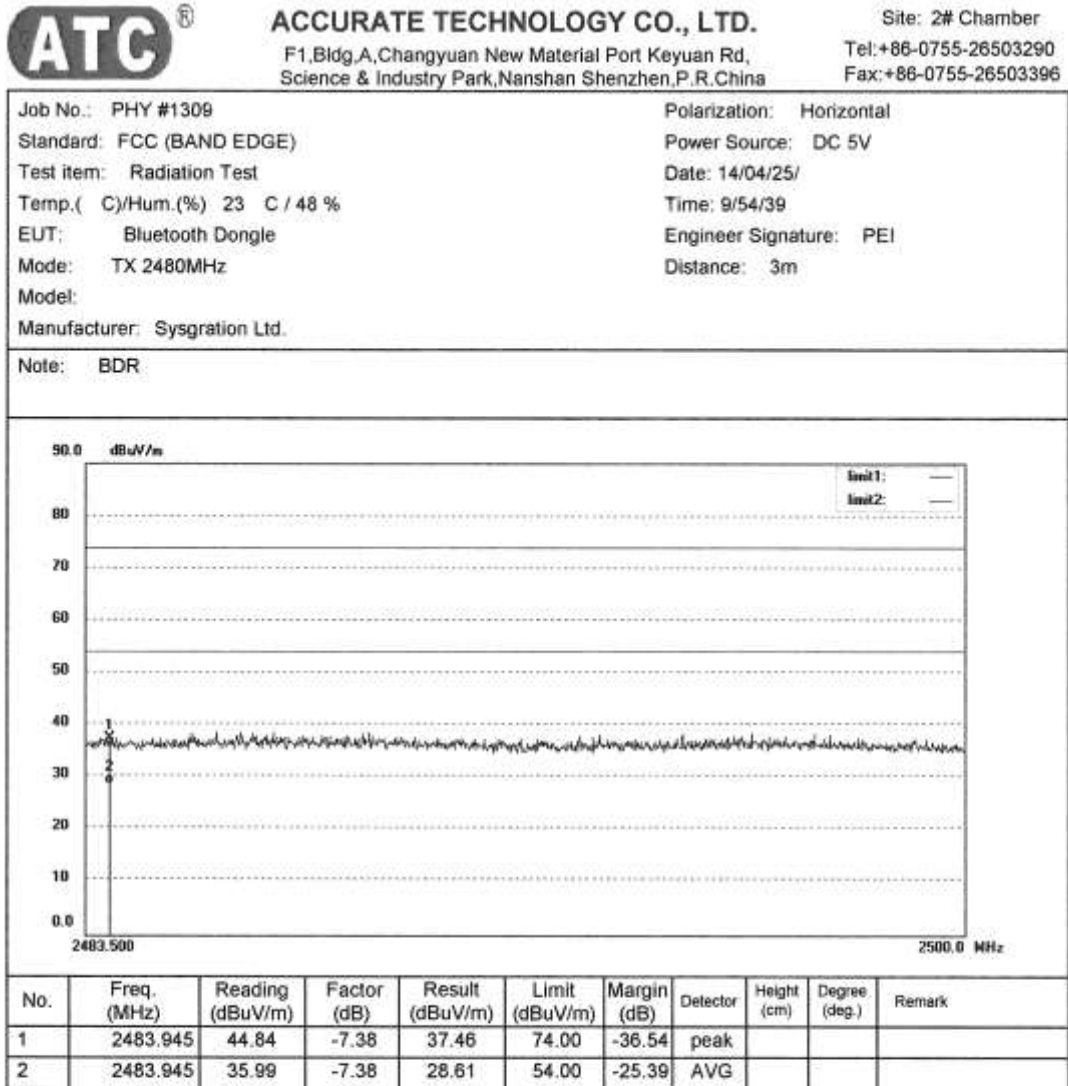 ATC®
ACCURATE TECHNOLOGY CO., LTD.
F1,Bldg,A,Changyuan New Material Port Keyuan Rd,
Science & Industry Park,Nanshan Shenzhen,P.R.China
Site: 2# Chamber
Tel:+86-0755-26503290
Fax:+86-0755-26503396
Job No.: PHY #1309
Standard: FCC (BAND EDGE)
Test item: Radiation Test
Temp.( C)/Hum.(%) 23 C / 48 %
EUT: Bluetooth Dongle
Mode: TX 2480MHz
Model:
Manufacturer: Sysgration Ltd.
Polarization: Horizontal
Power Source: DC 5V
Date: 14/04/25/
Time: 9/54/39
Engineer Signature: PEI
Distance: 3m
Note: BDR
90.0 dBuV/m
limit1:
limit2:
80
70
60
50
40
30
20
10
0.0
1
2
2483.500 2500.0 MHz
No. Freq. (MHz) Reading (dBuV/m) Factor (dB) Result (dBuV/m) Limit (dBuV/m) Margin (dB) Detector Height (cm) Degree (deg.) Remark
1 2483.945 44.84 -7.38 37.46 74.00 -36.54 peak
2 2483.945 35.99 -7.38 28.61 54.00 -25.39 AVG